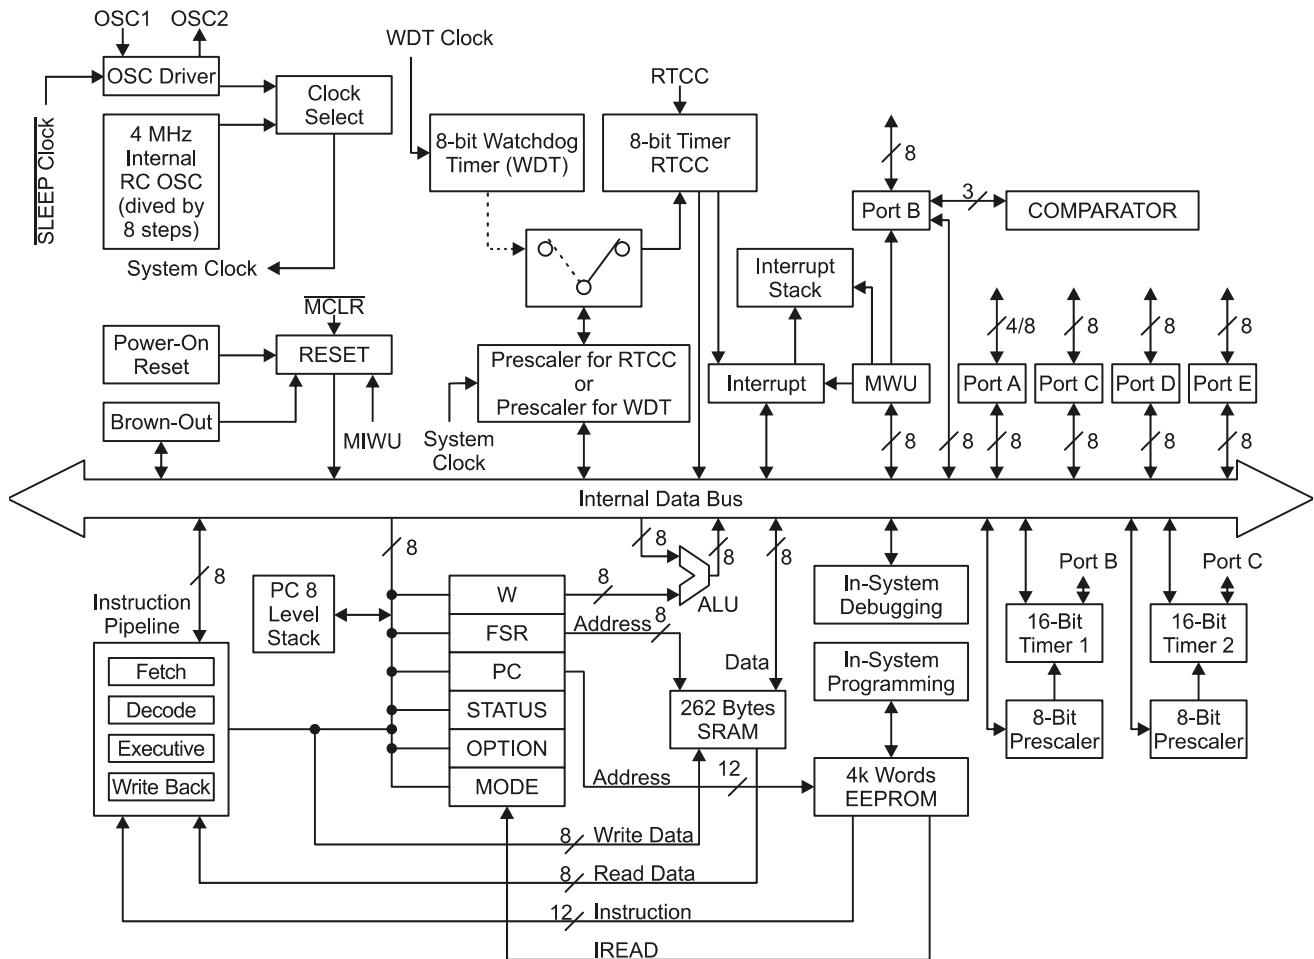 OSC1
OSC2
OSC Driver
SLEEP Clock
Clock
Select
4 MHz
Internal
RC OSC
(dived by
8 steps)
System Clock
WDT Clock
8-bit Watchdog
Timer (WDT)
RTCC
8-bit Timer
RTCC
8
Port B
3
COMPARATOR
Interrupt
Stack
MCLR
Power-On
Reset
RESET
Brown-Out
MIWU
Prescaler for RTCC
or
Prescaler for WDT
System
Clock
Interrupt
MWU
4/8
8
8
8
Port A
Port C
Port D
Port E
8
8
8
8
8
8
Internal Data Bus
8
Instruction
Pipeline
Fetch
Decode
Executive
Write Back
PC 8
Level
Stack
8
W
FSR
PC
STATUS
OPTION
MODE
8
8
8
8
ALU
Address
8
Data
262 Bytes
SRAM
In-System
Debugging
In-System
Programming
Address
12
4k Words
EEPROM
Port B
Port C
16-Bit
Timer 1
16-Bit
Timer 2
8-Bit
Prescaler
8-Bit
Prescaler
8
Write Data
8
Read Data
12
Instruction
IREAD